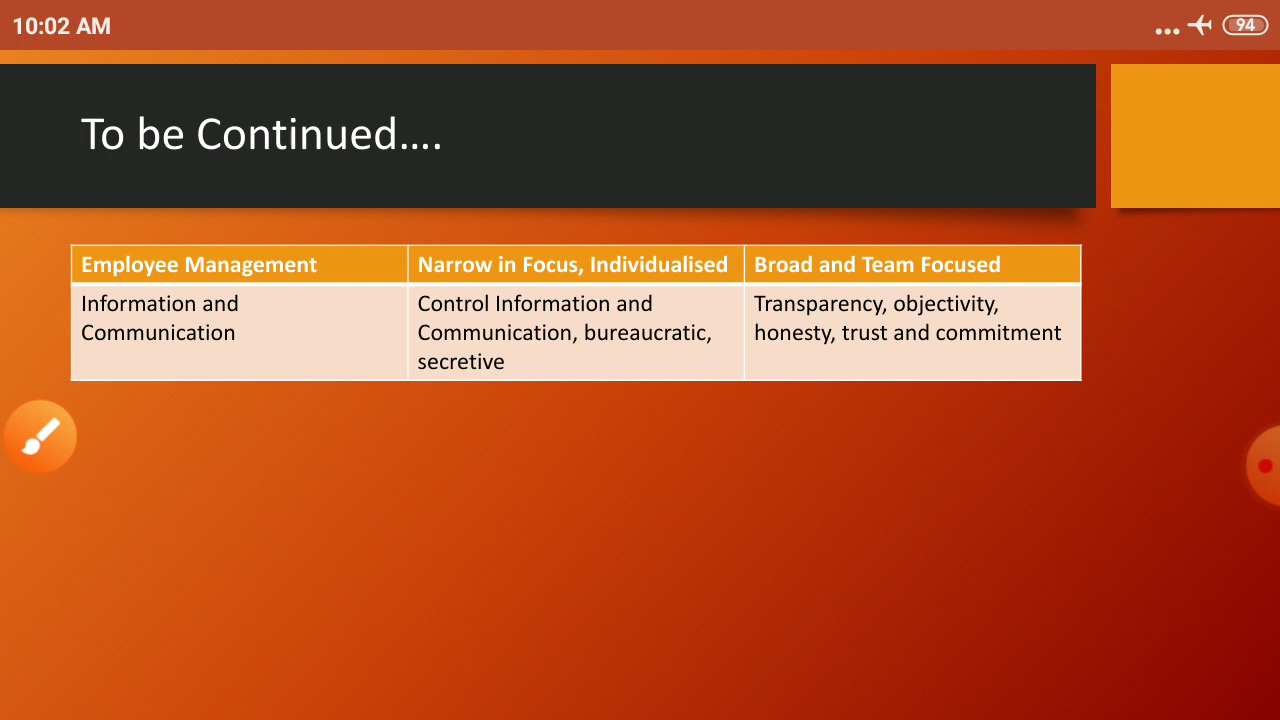 10:02 AM
94
To be Continued….
Employee Management
Narrow in Focus, Individualised
Broad and Team Focused
Information and
Communication
Control Information and
Communication, bureaucratic,
secretive
Transparency, objectivity,
honesty, trust and commitment